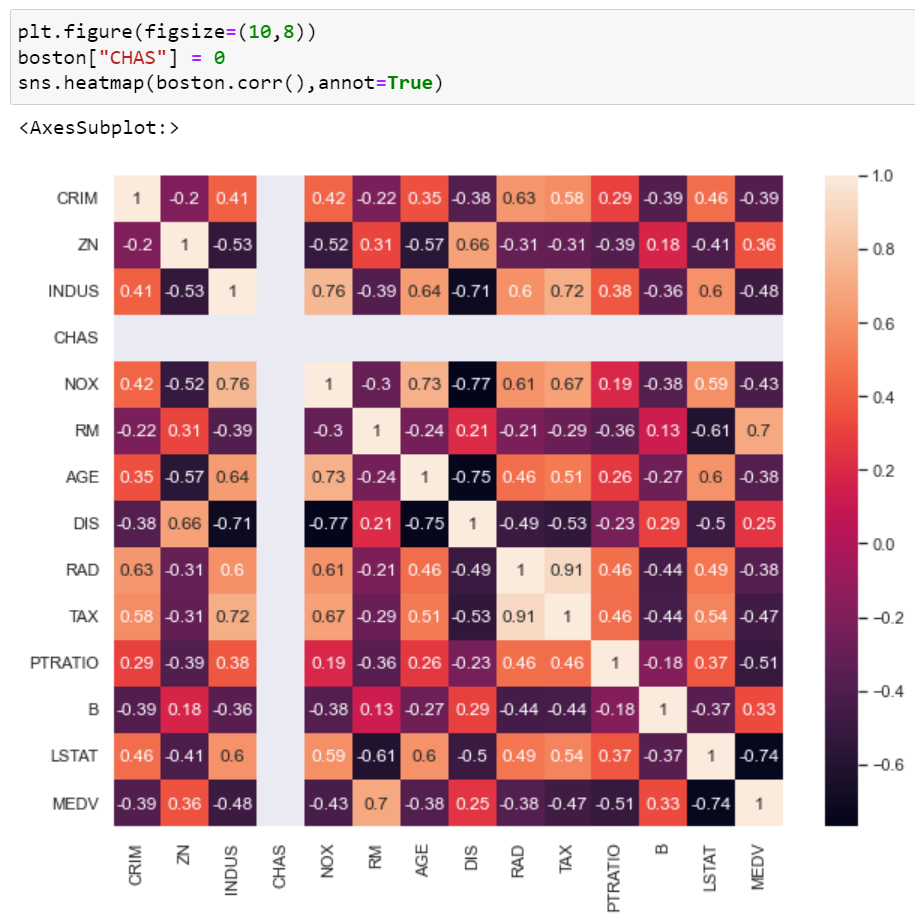 plt.figure(figsize=(10,8))
boston["CHAS"] = 0
sns.heatmap(boston.corr(),annot=True)
<AxesSubplot:>
CRIM 1 -0.2 0.41 0.42 -0.22 0.35 -0.38 0.63 0.58 0.29 -0.39 0.46 -0.39
ZN -0.2 1 -0.53 -0.52 0.31 -0.57 0.66 -0.31 -0.31 -0.39 0.18 -0.41 0.36
INDUS 0.41 -0.53 1 0.76 -0.39 0.64 -0.71 0.6 0.72 0.38 -0.36 0.6 -0.48
CHAS
NOX 0.42 -0.52 0.76 1 -0.3 0.73 -0.77 0.61 0.67 0.19 -0.38 0.59 -0.43
RM -0.22 0.31 -0.39 -0.3 1 -0.24 0.21 -0.21 -0.29 -0.36 0.13 -0.61 0.7
AGE 0.35 -0.57 0.64 0.73 -0.24 1 -0.75 0.46 0.51 0.26 -0.27 0.6 -0.38
DIS -0.38 0.66 -0.71 -0.77 0.21 -0.75 1 -0.49 -0.53 -0.23 0.29 -0.5 0.25
RAD 0.63 -0.31 0.6 0.61 -0.21 0.46 -0.49 1 0.91 0.46 -0.44 0.49 -0.38
TAX 0.58 -0.31 0.72 0.67 -0.29 0.51 -0.53 0.91 1 0.46 -0.44 0.54 -0.47
PTRATIO 0.29 -0.39 0.38 0.19 -0.36 0.26 -0.23 0.46 0.46 1 -0.18 0.37 -0.51
B -0.39 0.18 -0.36 -0.38 0.13 -0.27 0.29 -0.44 -0.44 -0.18 1 -0.37 0.33
LSTAT 0.46 -0.41 0.6 0.59 -0.61 0.6 -0.5 0.49 0.54 0.37 -0.37 1 -0.74
MEDV -0.39 0.36 -0.48 -0.43 0.7 -0.38 0.25 -0.38 -0.47 -0.51 0.33 -0.74 1
CRIM ZN INDUS CHAS NOX RM AGE DIS RAD TAX PTRATIO B LSTAT MEDV
1.0
0.8
0.6
0.4
0.2
0.0
−0.2
−0.4
−0.6